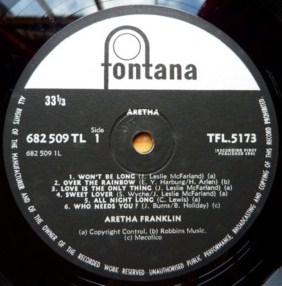 fontana
33 1/3
ARETHA
682 509 TL
Side
1
TFL.5173
682 509 1L
(RECORDING FIRST
PUBLISHED 1961)
1. WON'T BE LONG (J. Leslie McFarland) (a)
2. OVER THE RAINBOW (E. Y. Harburg/H. Arlen) (b)
3. LOVE IS THE ONLY THING (J. Leslie McFarland) (a)
4. SWEET LOVER (S. Wyche/J. Leslie McFarland) (a)
5. ALL NIGHT LONG (C. Lewis) (a)
6. WHO NEEDS YOU? (J. Burns/B. Holiday) (c)
ARETHA FRANKLIN
(a) Copyright Control. (b) Robbins Music.
(c) Mecolico
ALL RIGHTS OF THE MANUFACTURER AND OF THE OWNER OF THE RECORDED WORK RESERVED UNAUTHORISED PUBLIC PERFORMANCE, BROADCASTING AND COPYING OF THIS RECORD PROHIBITED